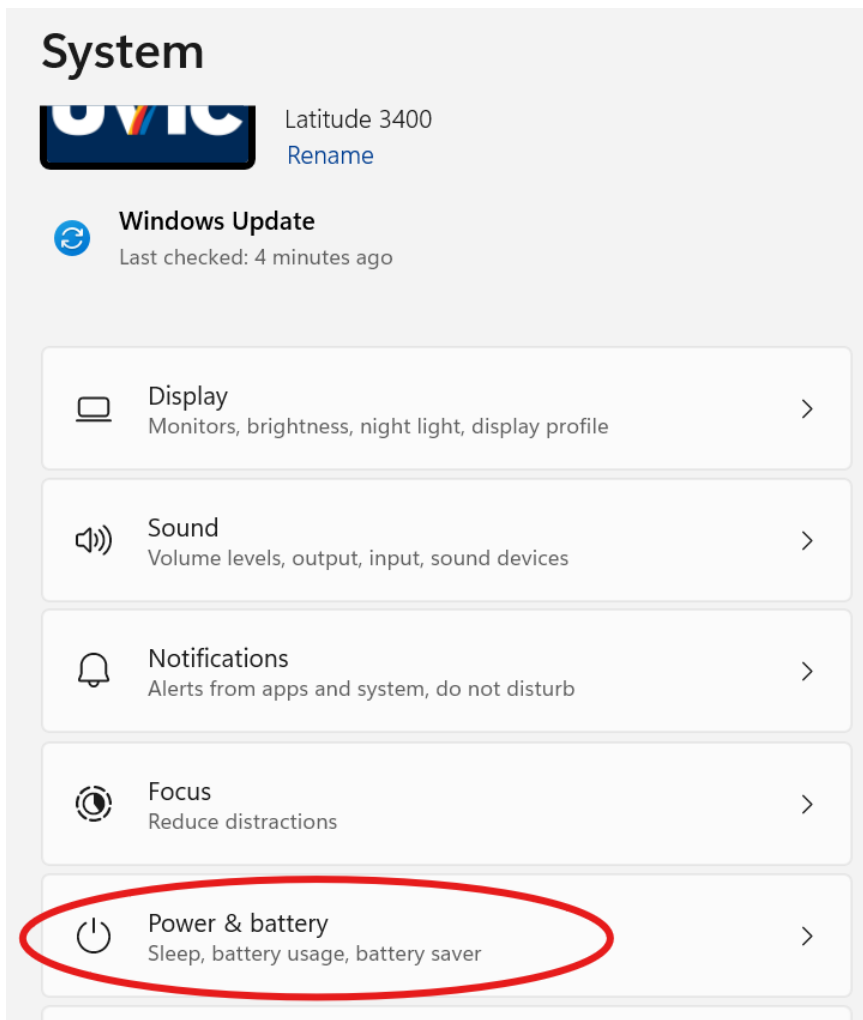 System
uvic
Latitude 3400
Rename
Windows Update
Last checked: 4 minutes ago
Display
Monitors, brightness, night light, display profile
Sound
Volume levels, output, input, sound devices
Notifications
Alerts from apps and system, do not disturb
Focus
Reduce distractions
Power & battery
Sleep, battery usage, battery saver